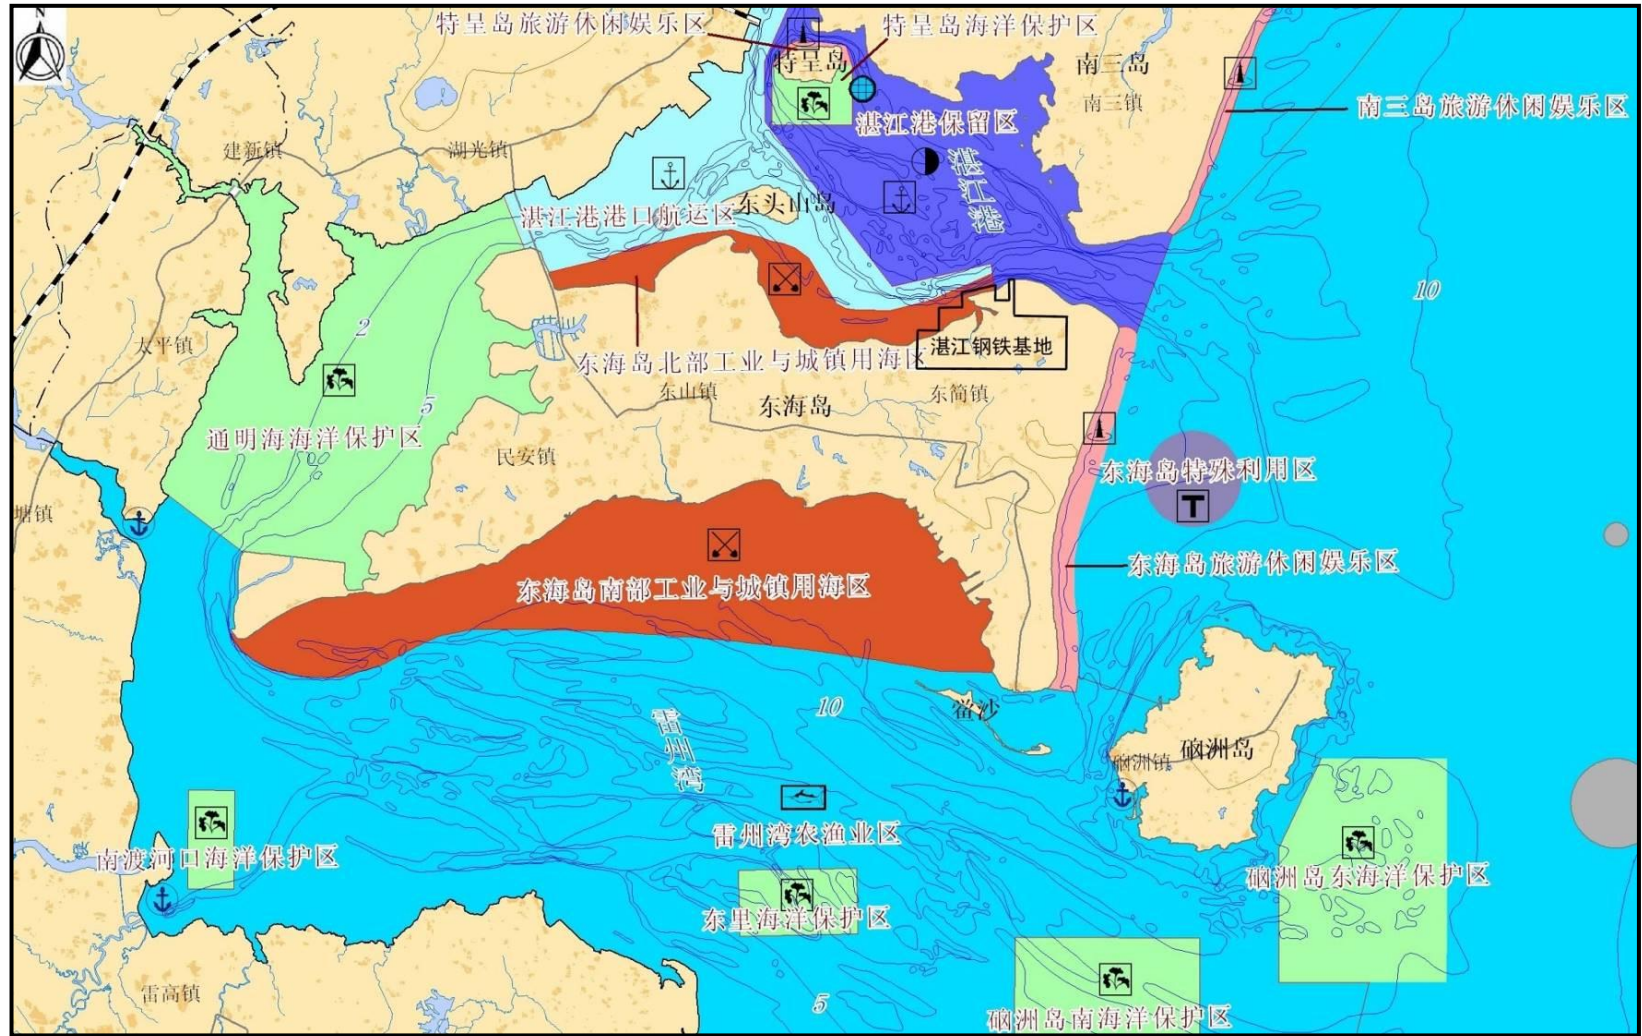 N
特呈岛旅游休闲娱乐区
特呈岛海洋保护区
特呈岛
南三岛
南三镇
南三岛旅游休闲娱乐区
湛江港保留区
建新镇
湖光镇
湛江港
东头山岛
湛江港港口航运区
10
2
太平镇
湛江钢铁基地
东海岛北部工业与城镇用海区
东山镇
东简镇
东海岛
5
通明海海洋保护区
民安镇
东海岛特殊利用区
T
塘镇
东海岛旅游休闲娱乐区
东海岛南部工业与城镇用海区
10
雷州湾
硇洲岛
硇洲镇
雷州湾农渔业区
南渡河口海洋保护区
硇洲岛东海洋保护区
东里海洋保护区
雷高镇
5
硇洲岛南海洋保护区